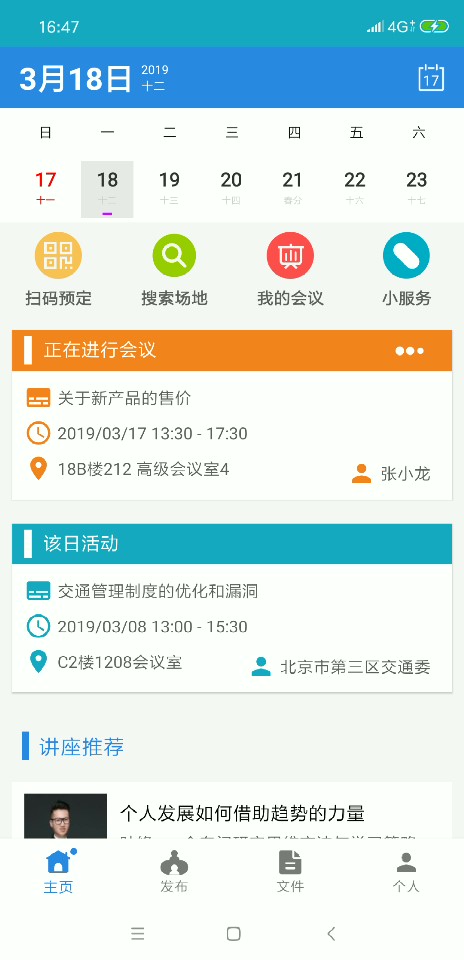 16:47
4G
3月18日 2019
十二
17
日 一 二 三 四 五 六
17 18 19 20 21 22 23
十一 十二 十三 十四 春分 十六 十七
扫码预定 搜索场地 我的会议 小服务
正在进行会议
关于新产品的售价
2019/03/17 13:30 - 17:30
18B楼212 高级会议室4
张小龙
该日活动
交通管理制度的优化和漏洞
2019/03/08 13:00 - 15:30
C2楼1208会议室
北京市第三区交通委
讲座推荐
个人发展如何借助趋势的力量
主页 发布 文件 个人